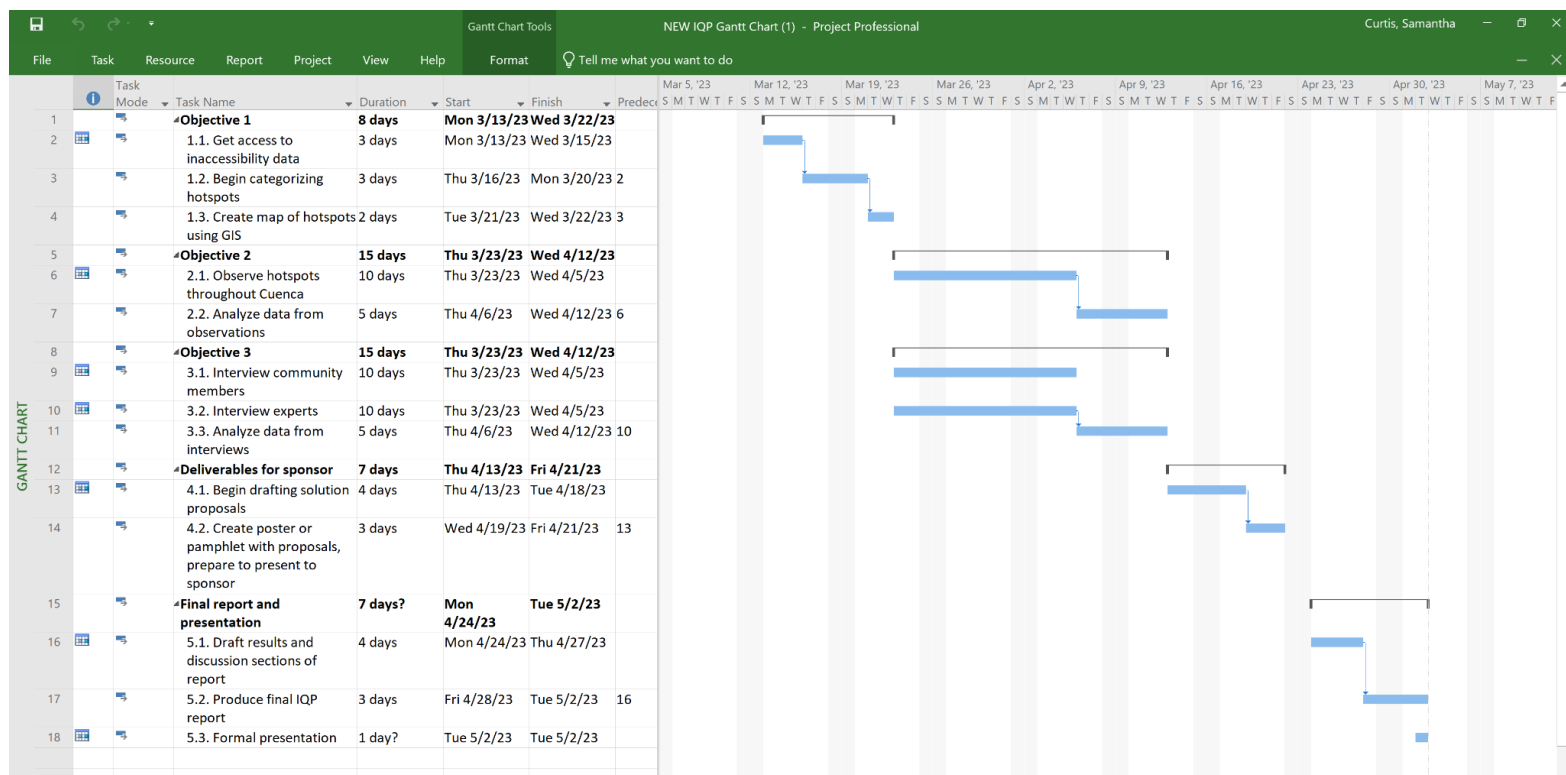 Gantt Chart Tools
NEW IQP Gantt Chart (1) - Project Professional
Curtis, Samantha
File Task Resource Report Project View Help Format Tell me what you want to do
Mar 5, '23 Mar 12, '23 Mar 19, '23 Mar 26, '23 Apr 2, '23 Apr 9, '23 Apr 16, '23 Apr 23, '23 Apr 30, '23 May 7, '23
Task
Mode Task Name Duration Start Finish Predece
S M T W T F S S M T W T F S S M T W T F S S M T W T F S S M T W T F S S M T W T F S S M T W T F S S M T W T F S S M T W T F S S M T W T F
GANTT CHART
1 Objective 1 8 days Mon 3/13/23 Wed 3/22/23
2 1.1. Get access to 3 days Mon 3/13/23 Wed 3/15/23
inaccessibility data
3 1.2. Begin categorizing 3 days Thu 3/16/23 Mon 3/20/23 2
hotspots
4 1.3. Create map of hotspots 2 days Tue 3/21/23 Wed 3/22/23 3
using GIS
5 Objective 2 15 days Thu 3/23/23 Wed 4/12/23
6 2.1. Observe hotspots 10 days Thu 3/23/23 Wed 4/5/23
throughout Cuenca
7 2.2. Analyze data from 5 days Thu 4/6/23 Wed 4/12/23 6
observations
8 Objective 3 15 days Thu 3/23/23 Wed 4/12/23
9 3.1. Interview community 10 days Thu 3/23/23 Wed 4/5/23
members
10 3.2. Interview experts 10 days Thu 3/23/23 Wed 4/5/23
11 3.3. Analyze data from 5 days Thu 4/6/23 Wed 4/12/23 10
interviews
12 Deliverables for sponsor 7 days Thu 4/13/23 Fri 4/21/23
13 4.1. Begin drafting solution 4 days Thu 4/13/23 Tue 4/18/23
proposals
14 4.2. Create poster or 3 days Wed 4/19/23 Fri 4/21/23 13
pamphlet with proposals,
prepare to present to
sponsor
15 Final report and 7 days? Mon Tue 5/2/23
presentation 4/24/23
16 5.1. Draft results and 4 days Mon 4/24/23 Thu 4/27/23
discussion sections of
report
17 5.2. Produce final IQP 3 days Fri 4/28/23 Tue 5/2/23 16
report
18 5.3. Formal presentation 1 day? Tue 5/2/23 Tue 5/2/23